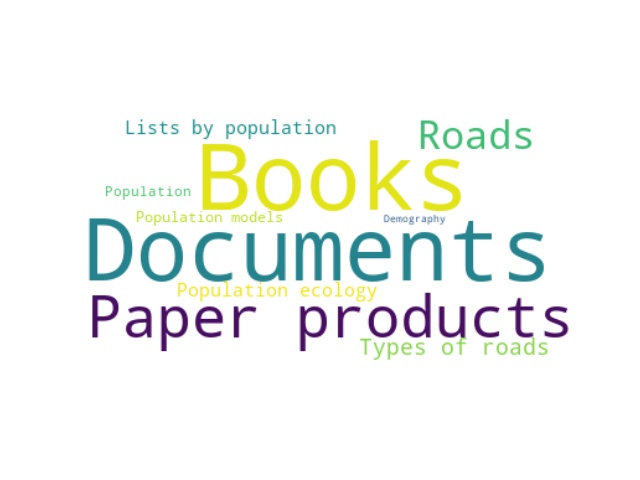 Lists by population
Roads
Books
Population
Population models
Demography
Documents
Population ecology
Paper products
Types of roads